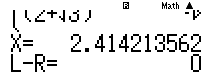 R Math ▲
X= 2.414213562
L-R= 0